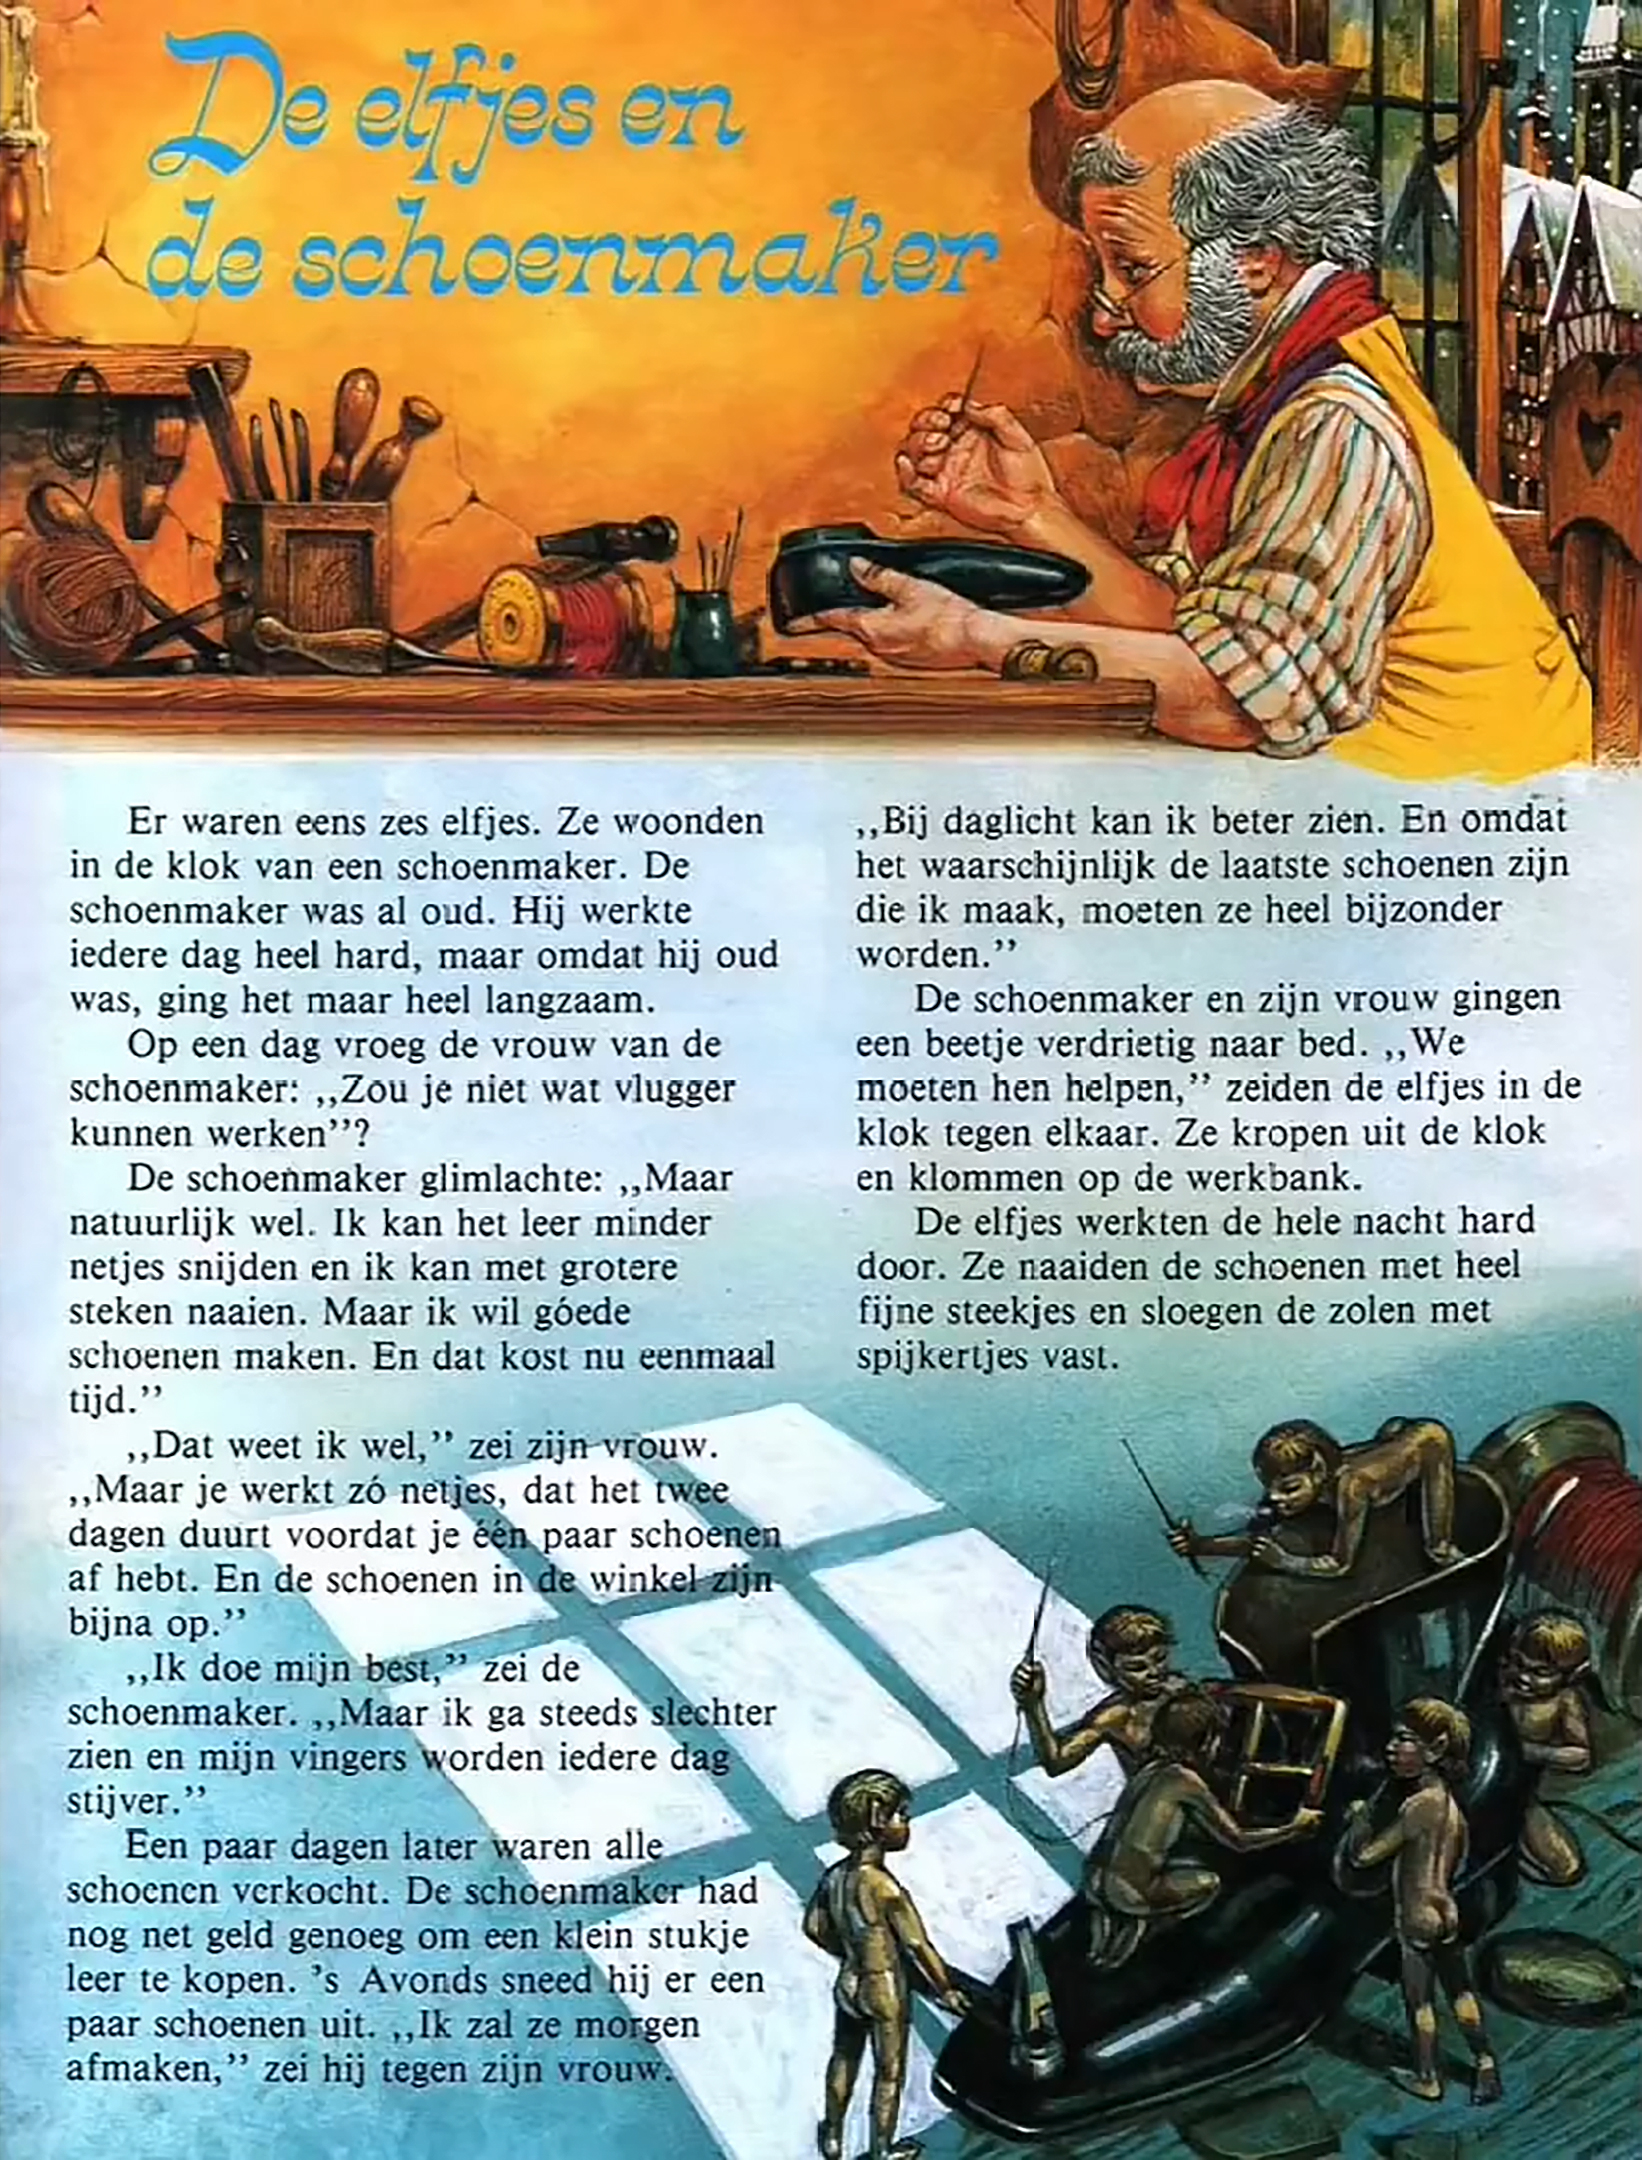 De elfjes en
de schoenmaker
Er waren eens zes elfjes. Ze woonden
in de klok van een schoenmaker. De
schoenmaker was al oud. Hij werkte
iedere dag heel hard, maar omdat hij oud
was, ging het maar heel langzaam.
Op een dag vroeg de vrouw van de
schoenmaker: ,,Zou je niet wat vlugger
kunnen werken''?
De schoenmaker glimlachte: ,,Maar
natuurlijk wel. Ik kan het leer minder
netjes snijden en ik kan met grotere
steken naaien. Maar ik wil góede
schoenen maken. En dat kost nu eenmaal
tijd.''
,,Dat weet ik wel,'' zei zijn vrouw.
,,Maar je werkt zó netjes, dat het twee
dagen duurt voordat je één paar schoenen
af hebt. En de schoenen in de winkel zijn
bijna op.''
,,Ik doe mijn best,'' zei de
schoenmaker. ,,Maar ik ga steeds slechter
zien en mijn vingers worden iedere dag
stijver.''
Een paar dagen later waren alle
schoenen verkocht. De schoenmaker had
nog net geld genoeg om een klein stukje
leer te kopen. 's Avonds sneed hij er een
paar schoenen uit. ,,Ik zal ze morgen
afmaken,'' zei hij tegen zijn vrouw.
,,Bij daglicht kan ik beter zien. En omdat
het waarschijnlijk de laatste schoenen zijn
die ik maak, moeten ze heel bijzonder
worden.''
De schoenmaker en zijn vrouw gingen
een beetje verdrietig naar bed. ,,We
moeten hen helpen,'' zeiden de elfjes in de
klok tegen elkaar. Ze kropen uit de klok
en klommen op de werkbank.
De elfjes werkten de hele nacht hard
door. Ze naaiden de schoenen met heel
fijne steekjes en sloegen de zolen met
spijkertjes vast.